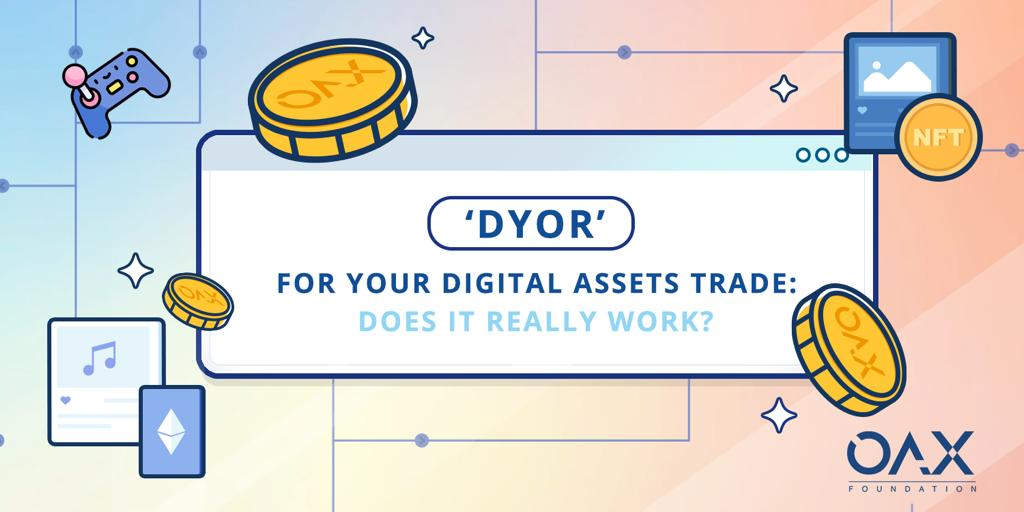 OAX
NFT
‘DYOR’
FOR YOUR DIGITAL ASSETS TRADE:
DOES IT REALLY WORK?
OAX
OAX
OAX
FOUNDATION